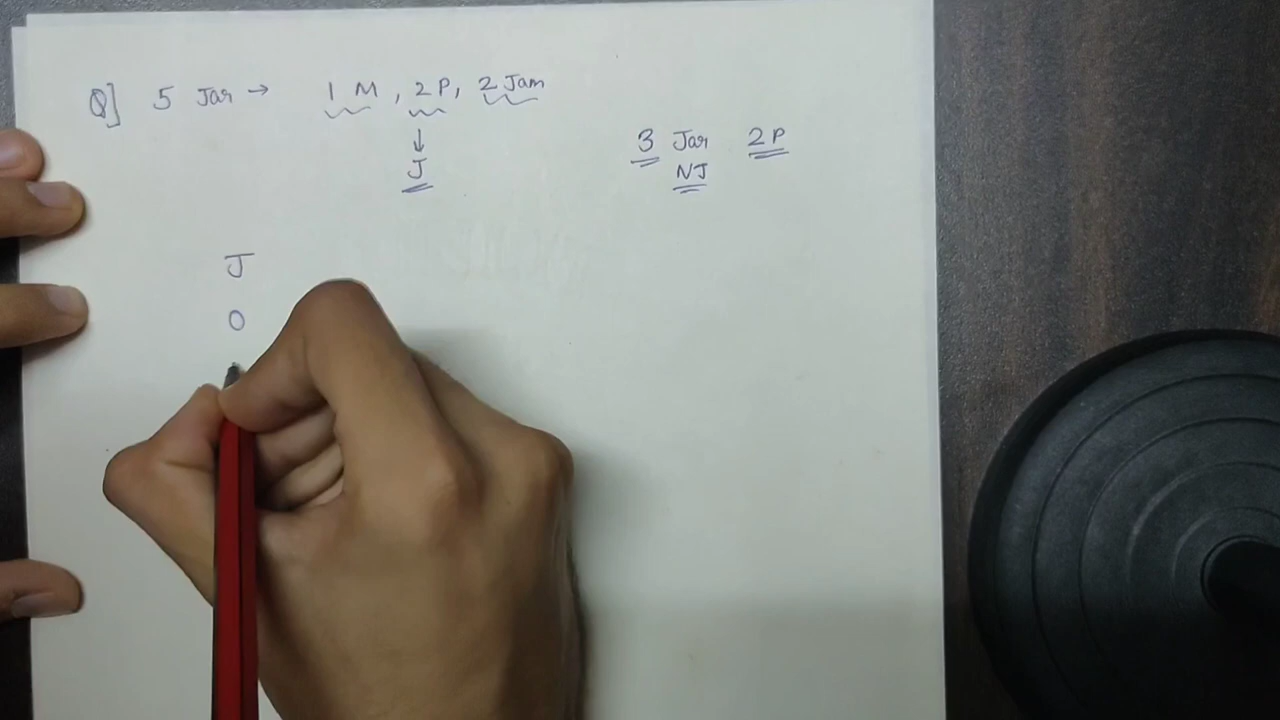 Q] 5 Jar → 1 M, 2 P, 2 Jam
↓
J
3 Jar 2 P
NJ
J
0